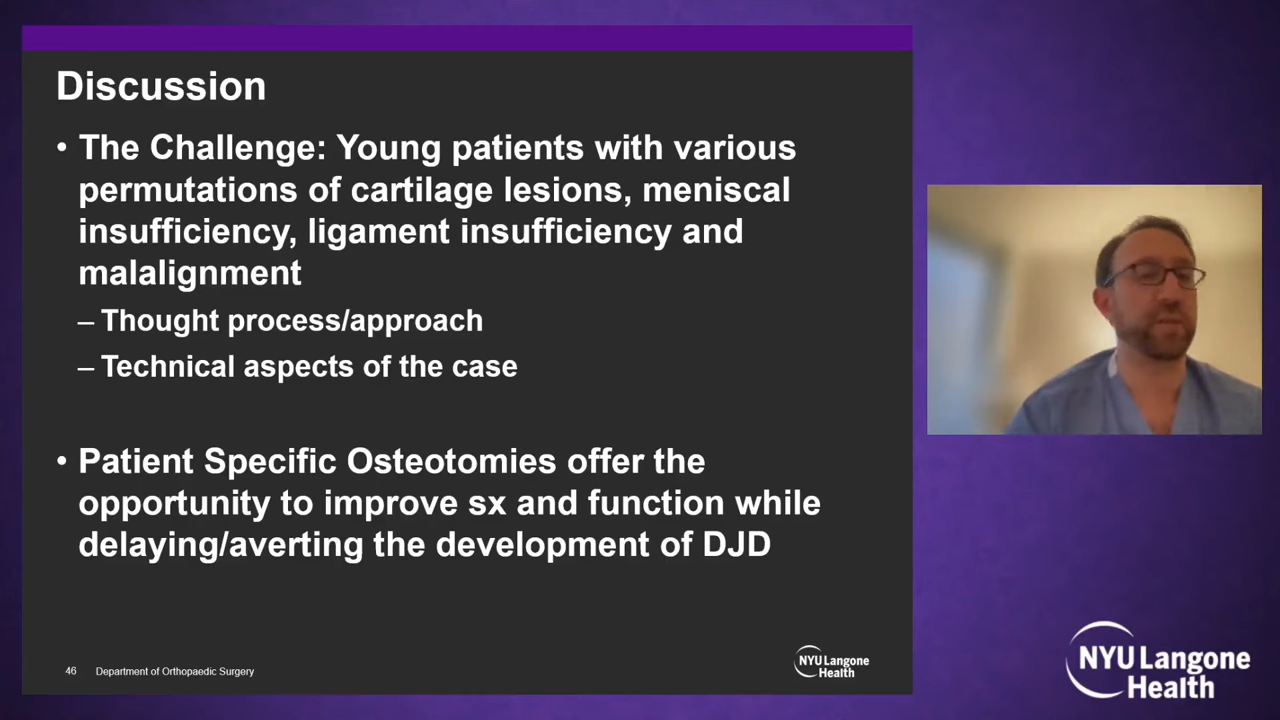 Discussion
• The Challenge: Young patients with various
permutations of cartilage lesions, meniscal
insufficiency, ligament insufficiency and
malalignment
– Thought process/approach
– Technical aspects of the case
• Patient Specific Osteotomies offer the
opportunity to improve sx and function while
delaying/averting the development of DJD
46 Department of Orthopaedic Surgery
NYU Langone
Health
NYU Langone
Health